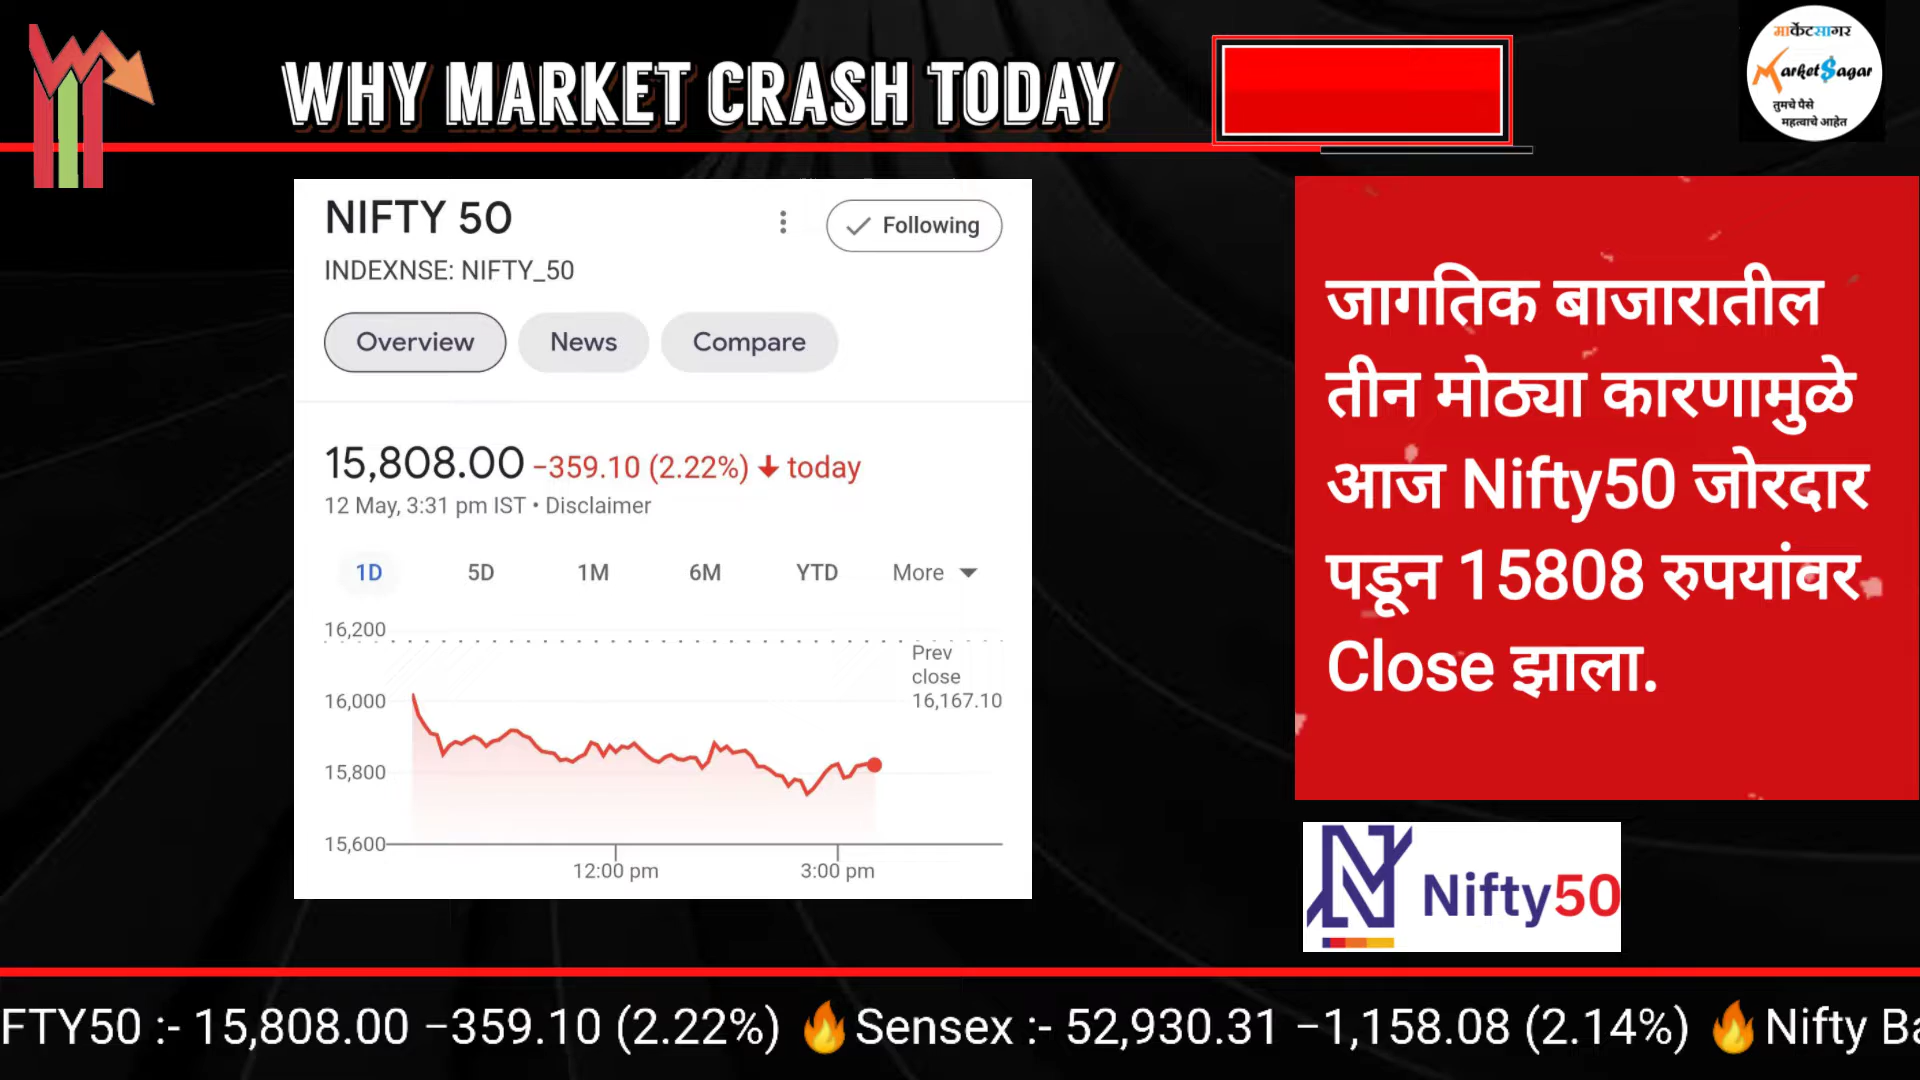 WHY MARKET CRASH TODAY
मार्केटसागर
Market$agar
तुमचे पैसे
महत्वाचे आहेत
NIFTY 50
Following
INDEXNSE: NIFTY_50
Overview
News
Compare
15,808.00 −359.10 (2.22%) ↓ today
12 May, 3:31 pm IST • Disclaimer
1D 5D 1M 6M YTD More
16,200
Prev
close
16,167.10
16,000
15,800
15,600
12:00 pm 3:00 pm
जागतिक बाजारातील
तीन मोठ्या कारणामुळे
आज Nifty50 जोरदार
पडून 15808 रुपयांवर
Close झाला.
Nifty50
FTY50 :- 15,808.00 −359.10 (2.22%) 🔥Sensex :- 52,930.31 −1,158.08 (2.14%) 🔥Nifty Ba